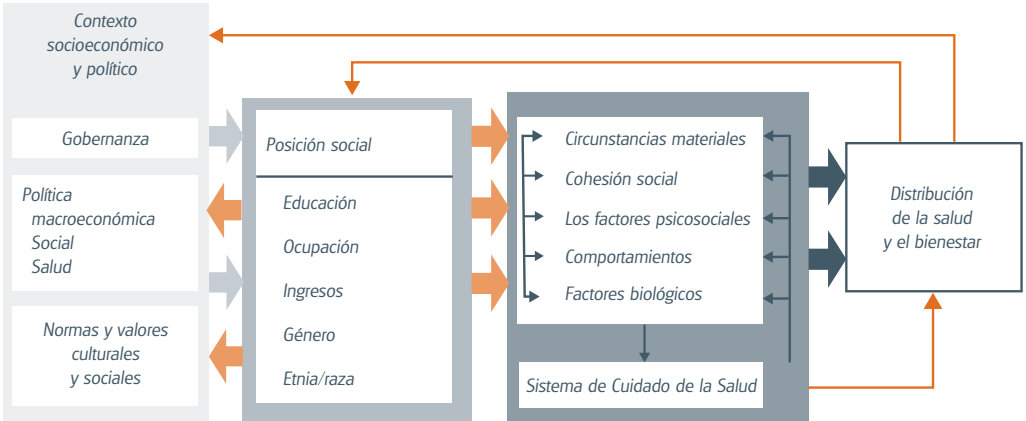 Contexto
socioeconómico
y político
Gobernanza
Política
macroeconómica
Social
Salud
Normas y valores
culturales
y sociales
Posición social
Educación
Ocupación
Ingresos
Género
Etnia/raza
Circunstancias materiales
Cohesión social
Los factores psicosociales
Comportamientos
Factores biológicos
Sistema de Cuidado de la Salud
Distribución
de la salud
y el bienestar